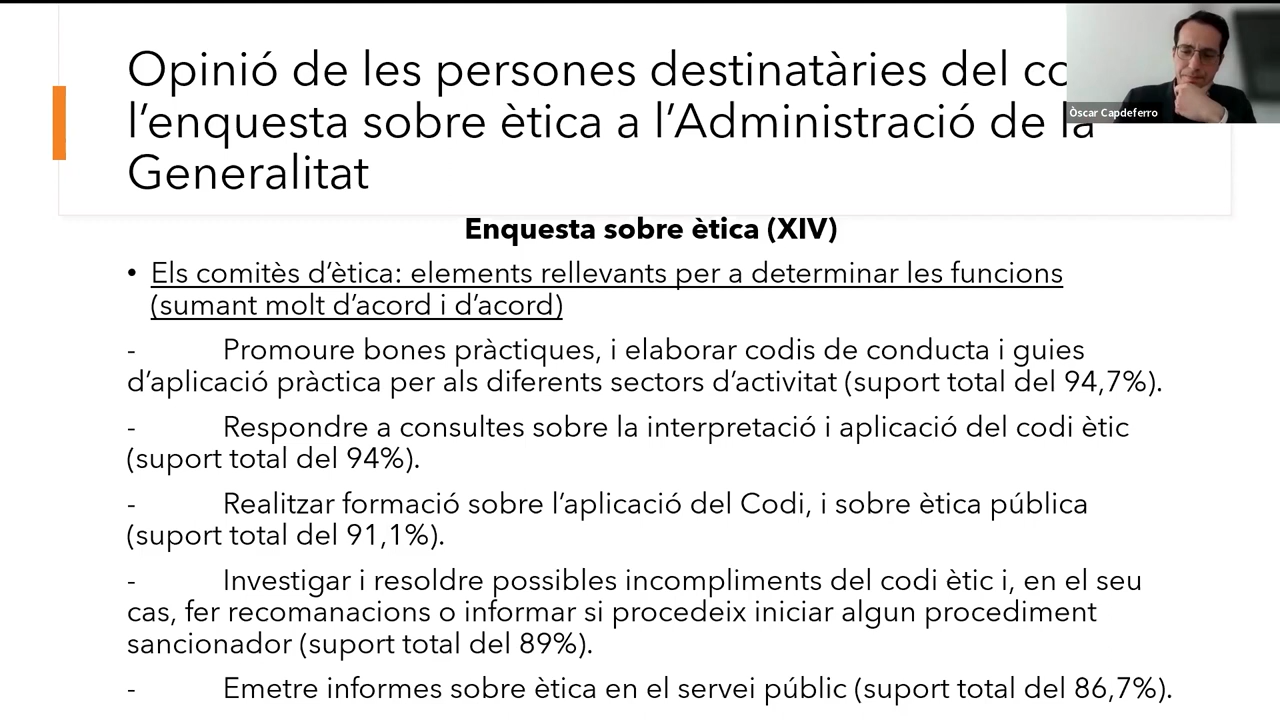 Opinió de les persones destinatàries del
l'enquesta sobre ètica a l'Administració de la
Generalitat
Òscar Capdeferro
Enquesta sobre ètica (XIV)
• Els comitès d'ètica: elements rellevants per a determinar les funcions
(sumant molt d'acord i d'acord)
- Promoure bones pràctiques, i elaborar codis de conducta i guies
d'aplicació pràctica per als diferents sectors d'activitat (suport total del 94,7%).
- Respondre a consultes sobre la interpretació i aplicació del codi ètic
(suport total del 94%).
- Realitzar formació sobre l'aplicació del Codi, i sobre ètica pública
(suport total del 91,1%).
- Investigar i resoldre possibles incompliments del codi ètic i, en el seu
cas, fer recomanacions o informar si procedeix iniciar algun procediment
sancionador (suport total del 89%).
- Emetre informes sobre ètica en el servei públic (suport total del 86,7%).